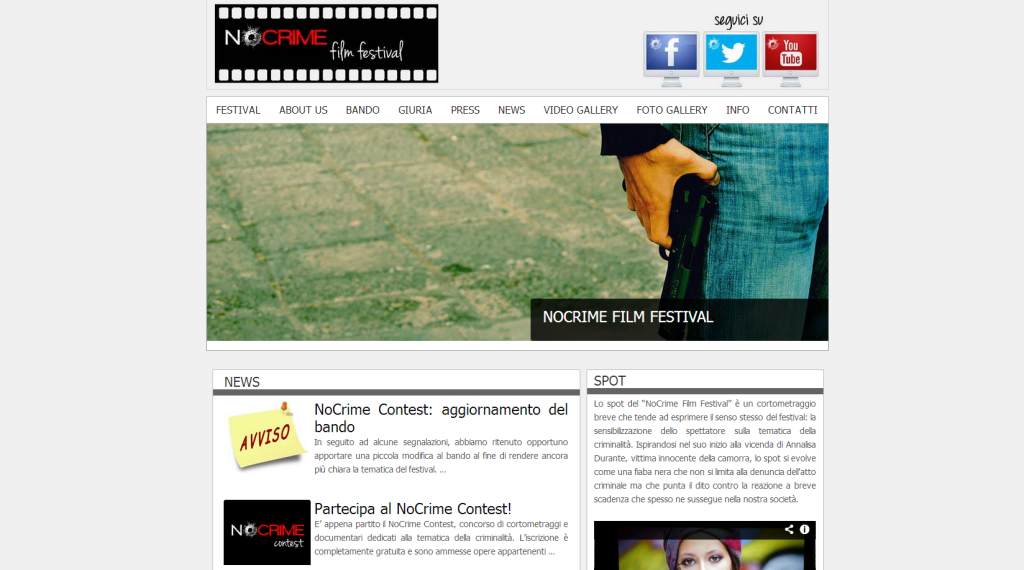 NOCRIME
film festival
seguici su
You
Tube
FESTIVAL ABOUT US BANDO GIURIA PRESS NEWS VIDEO GALLERY FOTO GALLERY INFO CONTATTI
NOCRIME FILM FESTIVAL
NEWS
AVVISO
NoCrime Contest: aggiornamento del
bando
In seguito ad alcune segnalazioni, abbiamo ritenuto opportuno
apportare una piccola modifica al bando al fine di rendere ancora
più chiara la tematica del festival. ...
NOCRIME
contest
Partecipa al NoCrime Contest!
E' appena partito il NoCrime Contest, concorso di cortometraggi e
documentari dedicati alla tematica della criminalità. L'iscrizione è
completamente gratuita e sono ammesse opere appartenenti ...
SPOT
Lo spot del "NoCrime Film Festival" è un cortometraggio
breve che tende ad esprimere il senso stesso del festival: la
sensibilizzazione dello spettatore sulla tematica della
criminalità. Ispirandosi nel suo inizio alla vicenda di Annalisa
Durante, vittima innocente della camorra, lo spot si evolve
come una fiaba nera che non si limita alla denuncia dell'atto
criminale ma che punta il dito contro la reazione a breve
scadenza che spesso ne sussegue nella nostra società.